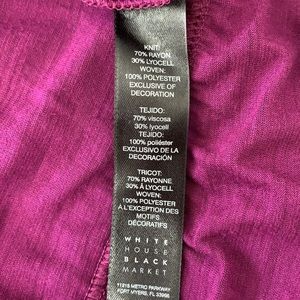 KNIT:
70% RAYON
30% LYOCELL
WOVEN:
100% POLYESTER
EXCLUSIVE OF
DECORATION
TEJIDO:
70% viscosa
30% lyocell
TEJIDO:
100% poliéster
EXCLUSIVO DE LA
DECORACIÓN
TRICOT:
70% RAYONNE
30% À LYOCELL
WOVEN:
100% POLYESTER
À L'EXCEPTION DES
MOTIFS
DÉCORATIFS
WHITE
HOUSE
BLACK
MARKET
11215 METRO PARKWAY
FORT MYERS, FL 33966